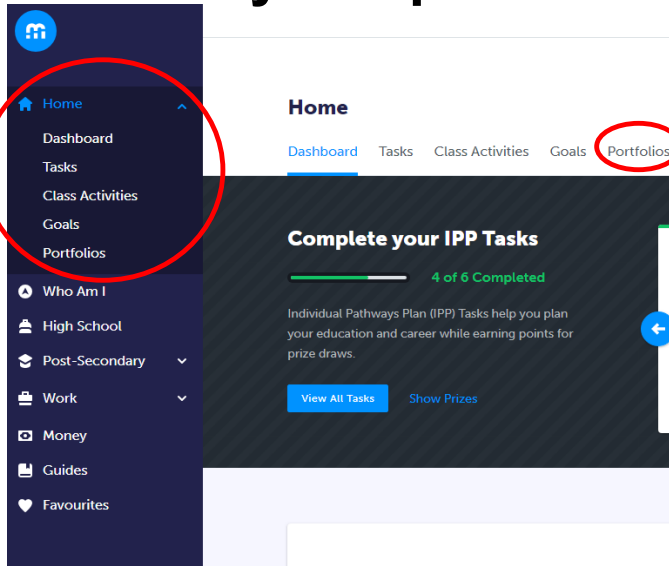 m
Home
Dashboard
Tasks
Class Activities
Goals
Portfolios
Who Am I
High School
Post-Secondary
Work
Money
Guides
Favourites
Home
Dashboard Tasks Class Activities Goals Portfolios
Complete your IPP Tasks
4 of 6 Completed
Individual Pathways Plan (IPP) Tasks help you plan
your education and career while earning points for
prize draws.
View All Tasks Show Prizes